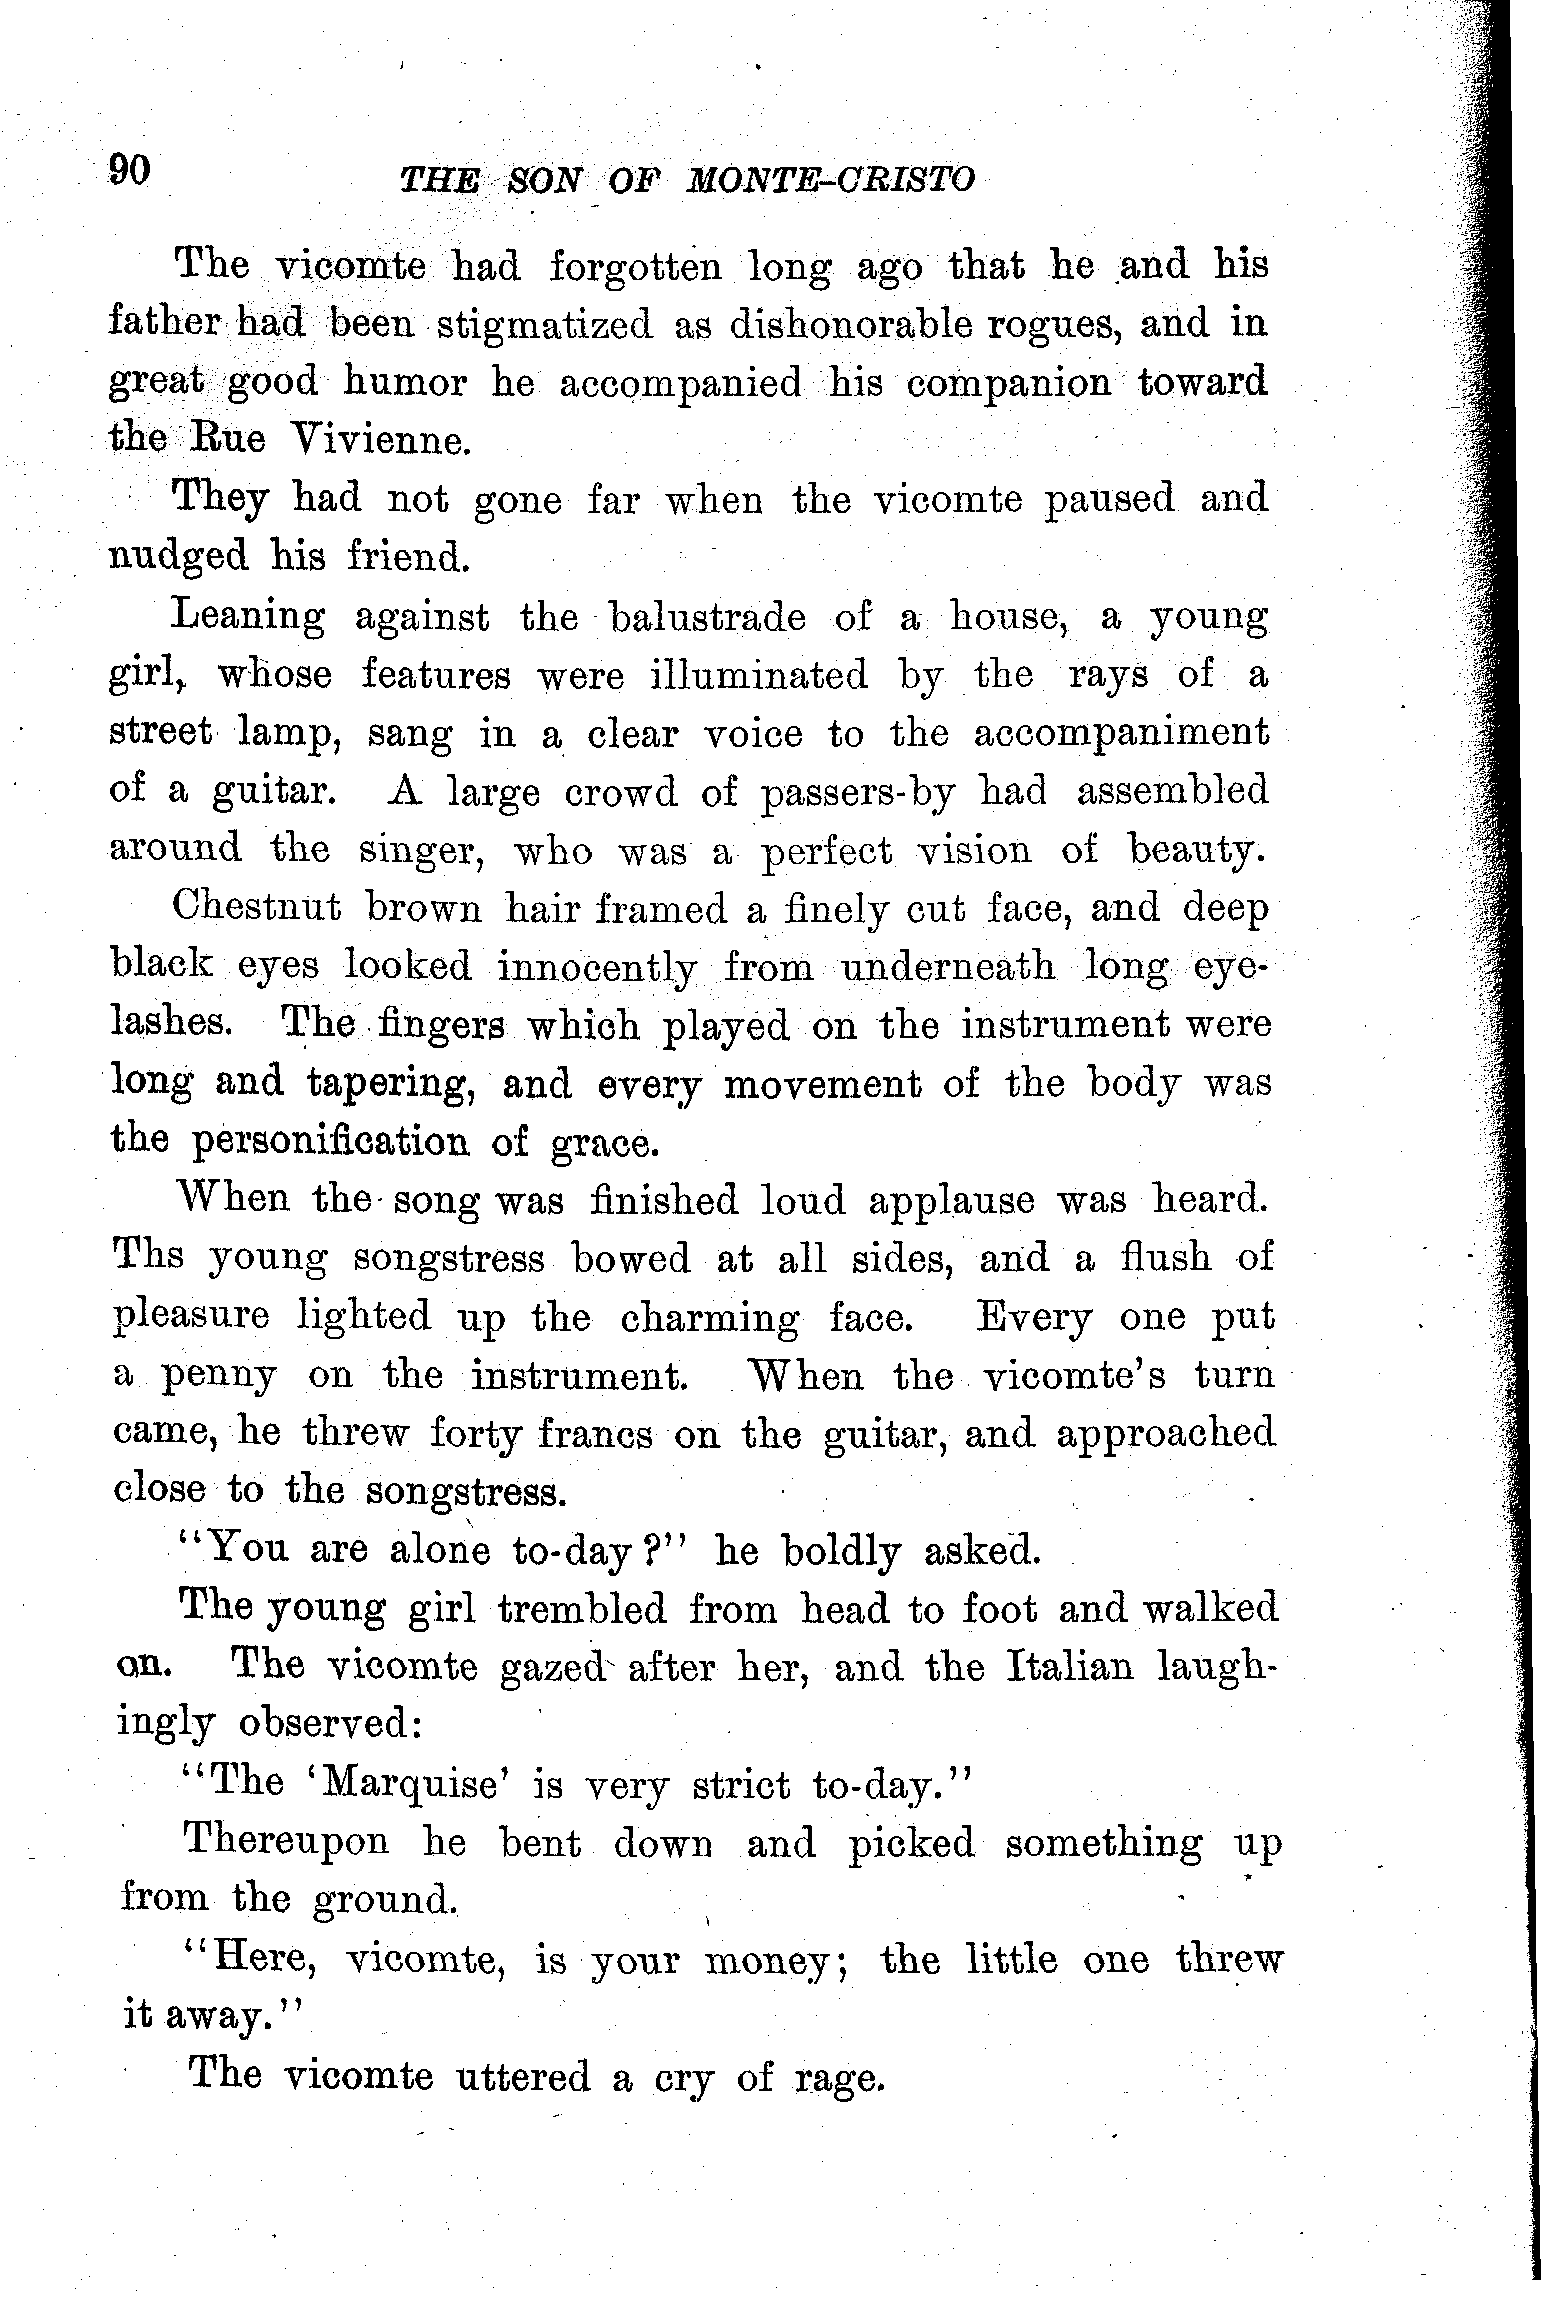 90
THE SON OF MONTE-CRISTO
The vicomte had forgotten long ago that he and his
father had been stigmatized as dishonorable rogues, and in
great good humor he accompanied his companion toward
the Rue Vivienne.
They had not gone far when the vicomte paused and
nudged his friend.
Leaning against the balustrade of a house, a young
girl, whose features were illuminated by the rays of a
street lamp, sang in a clear voice to the accompaniment
of a guitar. A large crowd of passers-by had assembled
around the singer, who was a perfect vision of beauty.
Chestnut brown hair framed a finely cut face, and deep
black eyes looked innocently from underneath long eye-
lashes. The fingers which played on the instrument were
long and tapering, and every movement of the body was
the personification of grace.
When the song was finished loud applause was heard.
Ths young songstress bowed at all sides, and a flush of
pleasure lighted up the charming face. Every one put
a penny on the instrument. When the vicomte's turn
came, he threw forty francs on the guitar, and approached
close to the songstress.
"You are alone to-day?" he boldly asked.
The young girl trembled from head to foot and walked
on. The vicomte gazed after her, and the Italian laugh-
ingly observed:
"The 'Marquise' is very strict to-day."
Thereupon he bent down and picked something up
from the ground.
"Here, vicomte, is your money; the little one threw
it away."
The vicomte uttered a cry of rage.